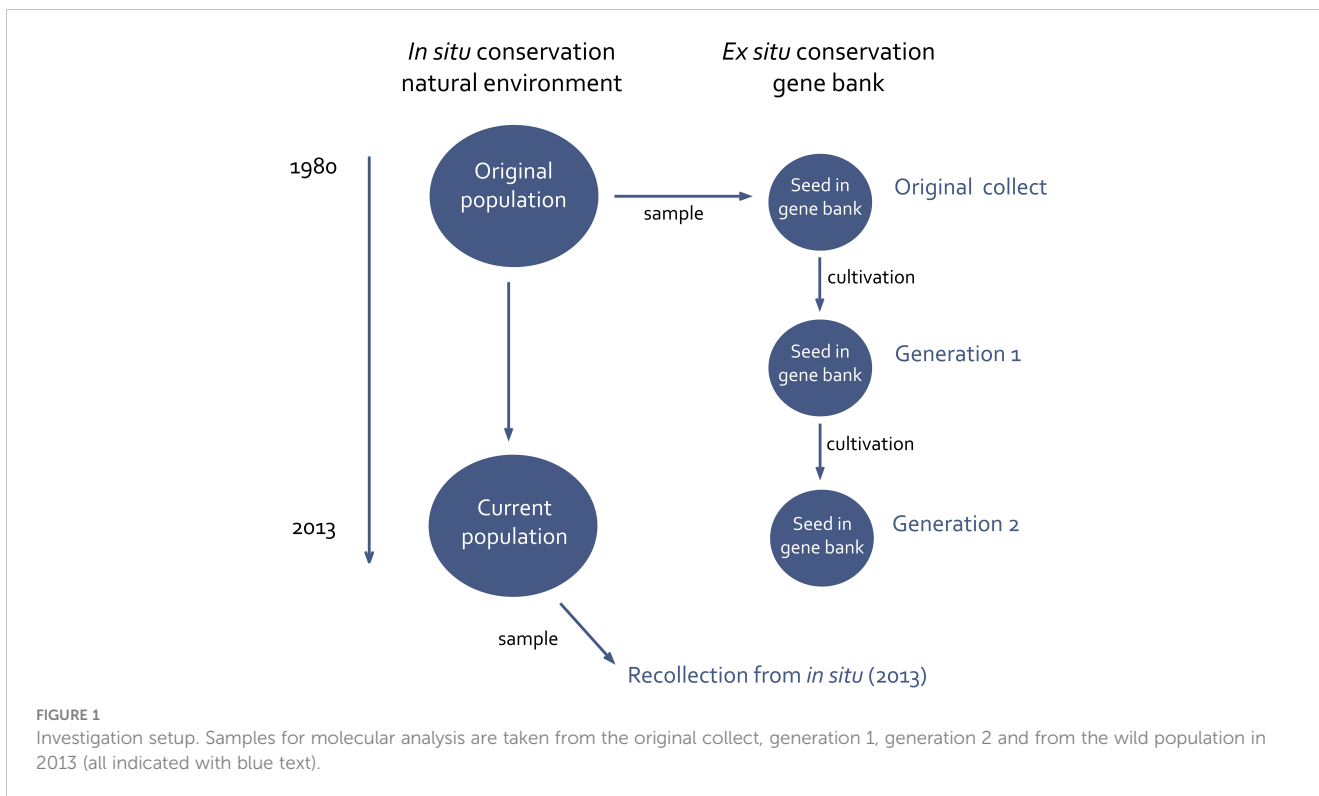 In situ conservation
natural environment
Ex situ conservation
gene bank
1980
Original
population
sample
Seed in
gene bank
Original collect
cultivation
Seed in
gene bank
Generation 1
cultivation
2013
Current
population
Seed in
gene bank
Generation 2
sample
Recollection from in situ (2013)
FIGURE 1
Investigation setup. Samples for molecular analysis are taken from the original collect, generation 1, generation 2 and from the wild population in
2013 (all indicated with blue text).